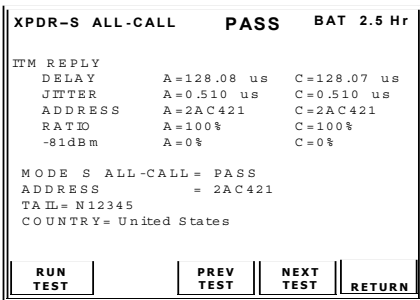 XPDR–S ALL-CALL PASS BAT 2.5 Hr
ITM REPLY
DELAY A=128.08 us C=128.07 us
JITTER A=0.510 us C=0.510 us
ADDRESS A=2AC421 C=2AC421
RATIO A=100% C=100%
-81dBm A=0% C=0%
MODE S ALL-CALL= PASS
ADDRESS = 2AC421
TAIL= N12345
COUNTRY= United States
RUN TEST PREV TEST NEXT TEST RETURN